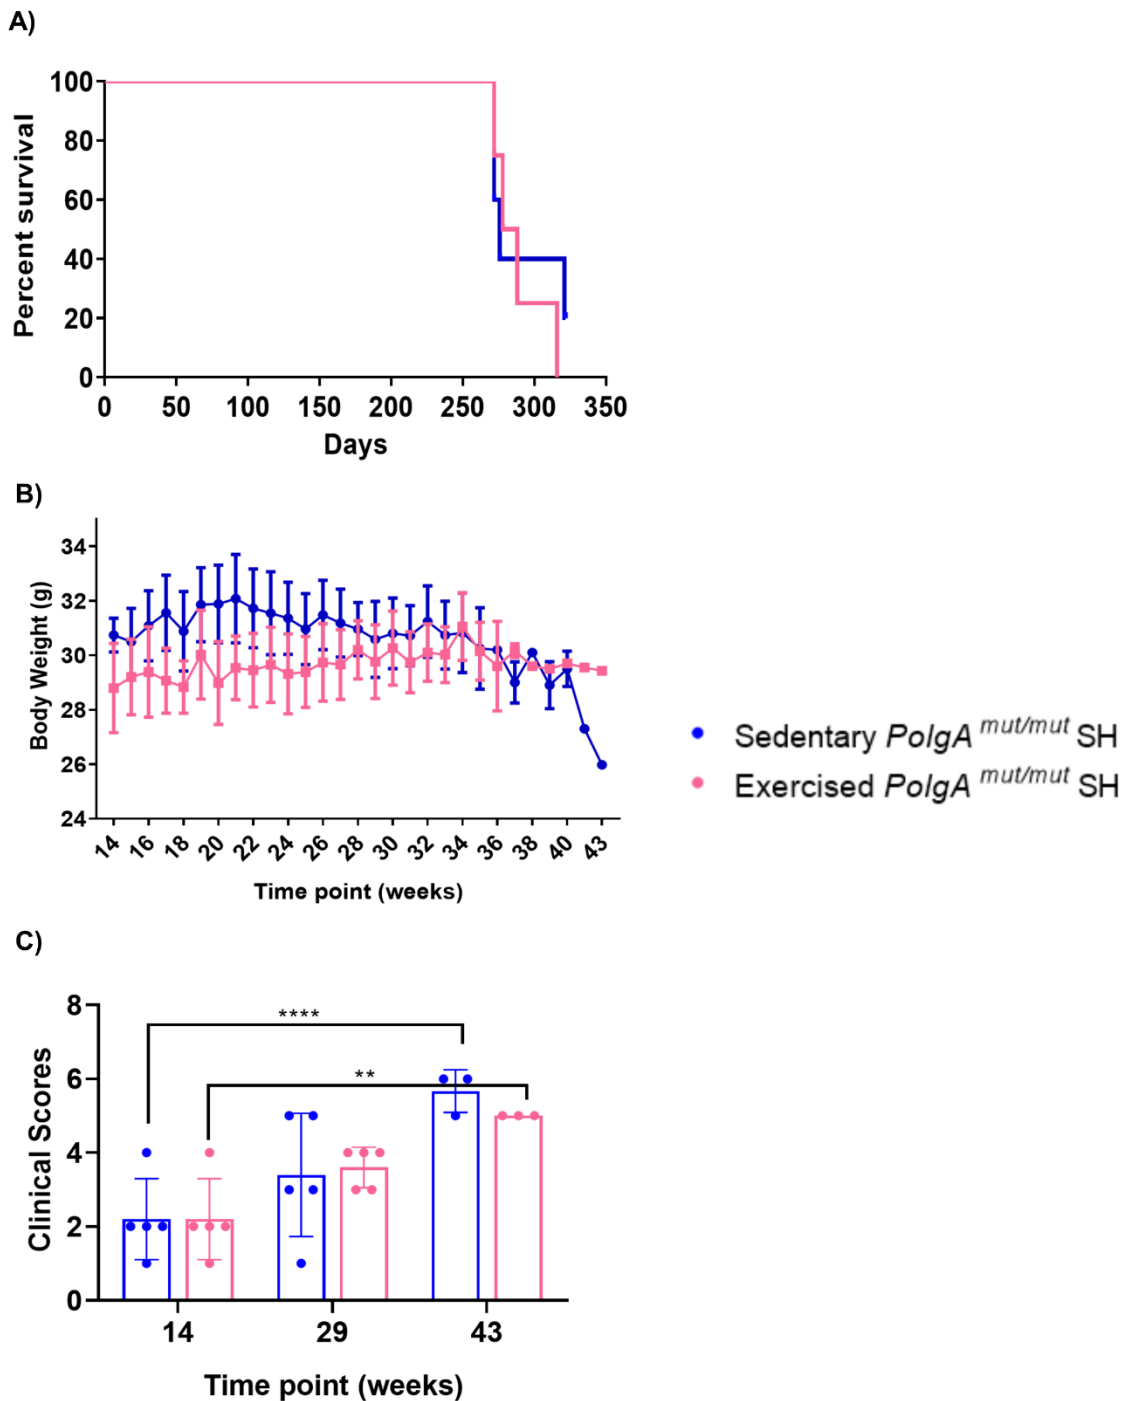 A)
100
80
60
40
20
0
Percent survival
0 50 100 150 200 250 300 350
Days
B)
34
32
30
28
26
24
Body Weight (g)
14 16 18 20 22 24 26 28 30 32 34 36 38 40 43
Time point (weeks)
Sedentary PolgA mut/mut SH
Exercised PolgA mut/mut SH
C)
8
6
4
2
0
Clinical Scores
****
**
14 29 43
Time point (weeks)